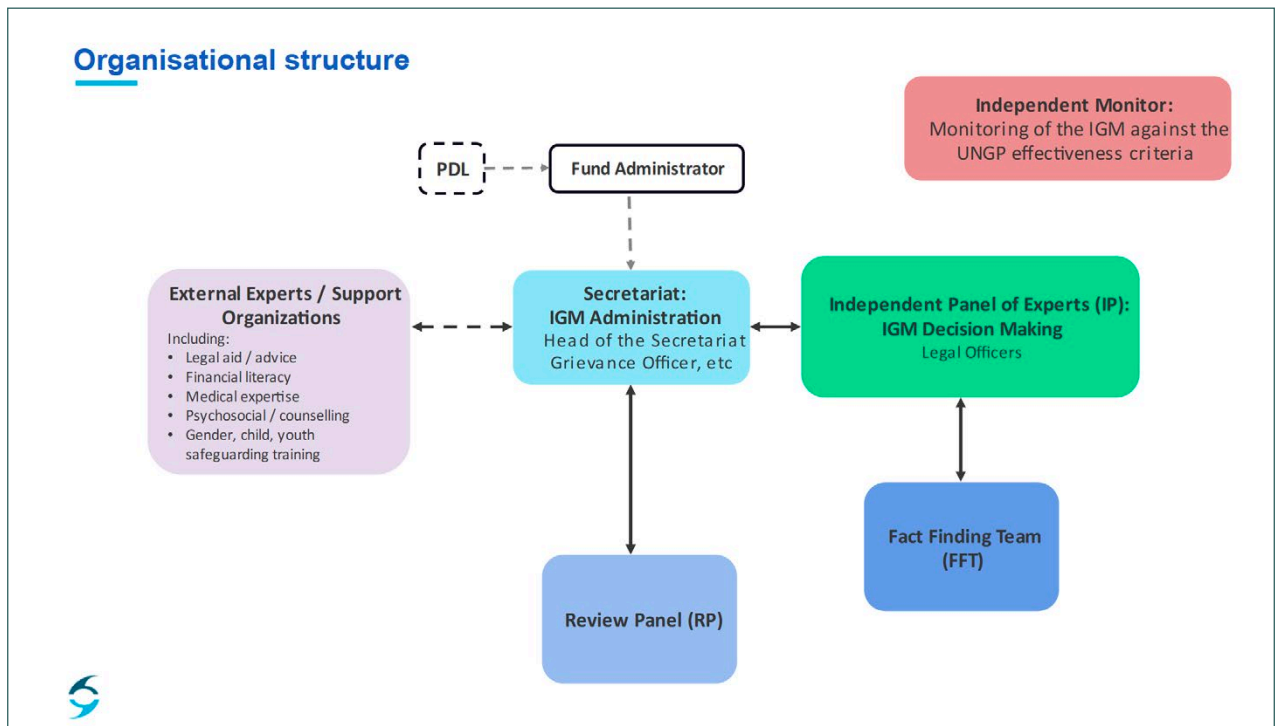 Organisational structure
Independent Monitor:
Monitoring of the IGM against the
UNGP effectiveness criteria
PDL
Fund Administrator
External Experts / Support
Organizations
Including:
• Legal aid / advice
• Financial literacy
• Medical expertise
• Psychosocial / counselling
• Gender, child, youth
safeguarding training
Secretariat:
IGM Administration
Head of the Secretariat
Grievance Officer, etc
Independent Panel of Experts (IP):
IGM Decision Making
Legal Officers
Fact Finding Team
(FFT)
Review Panel (RP)